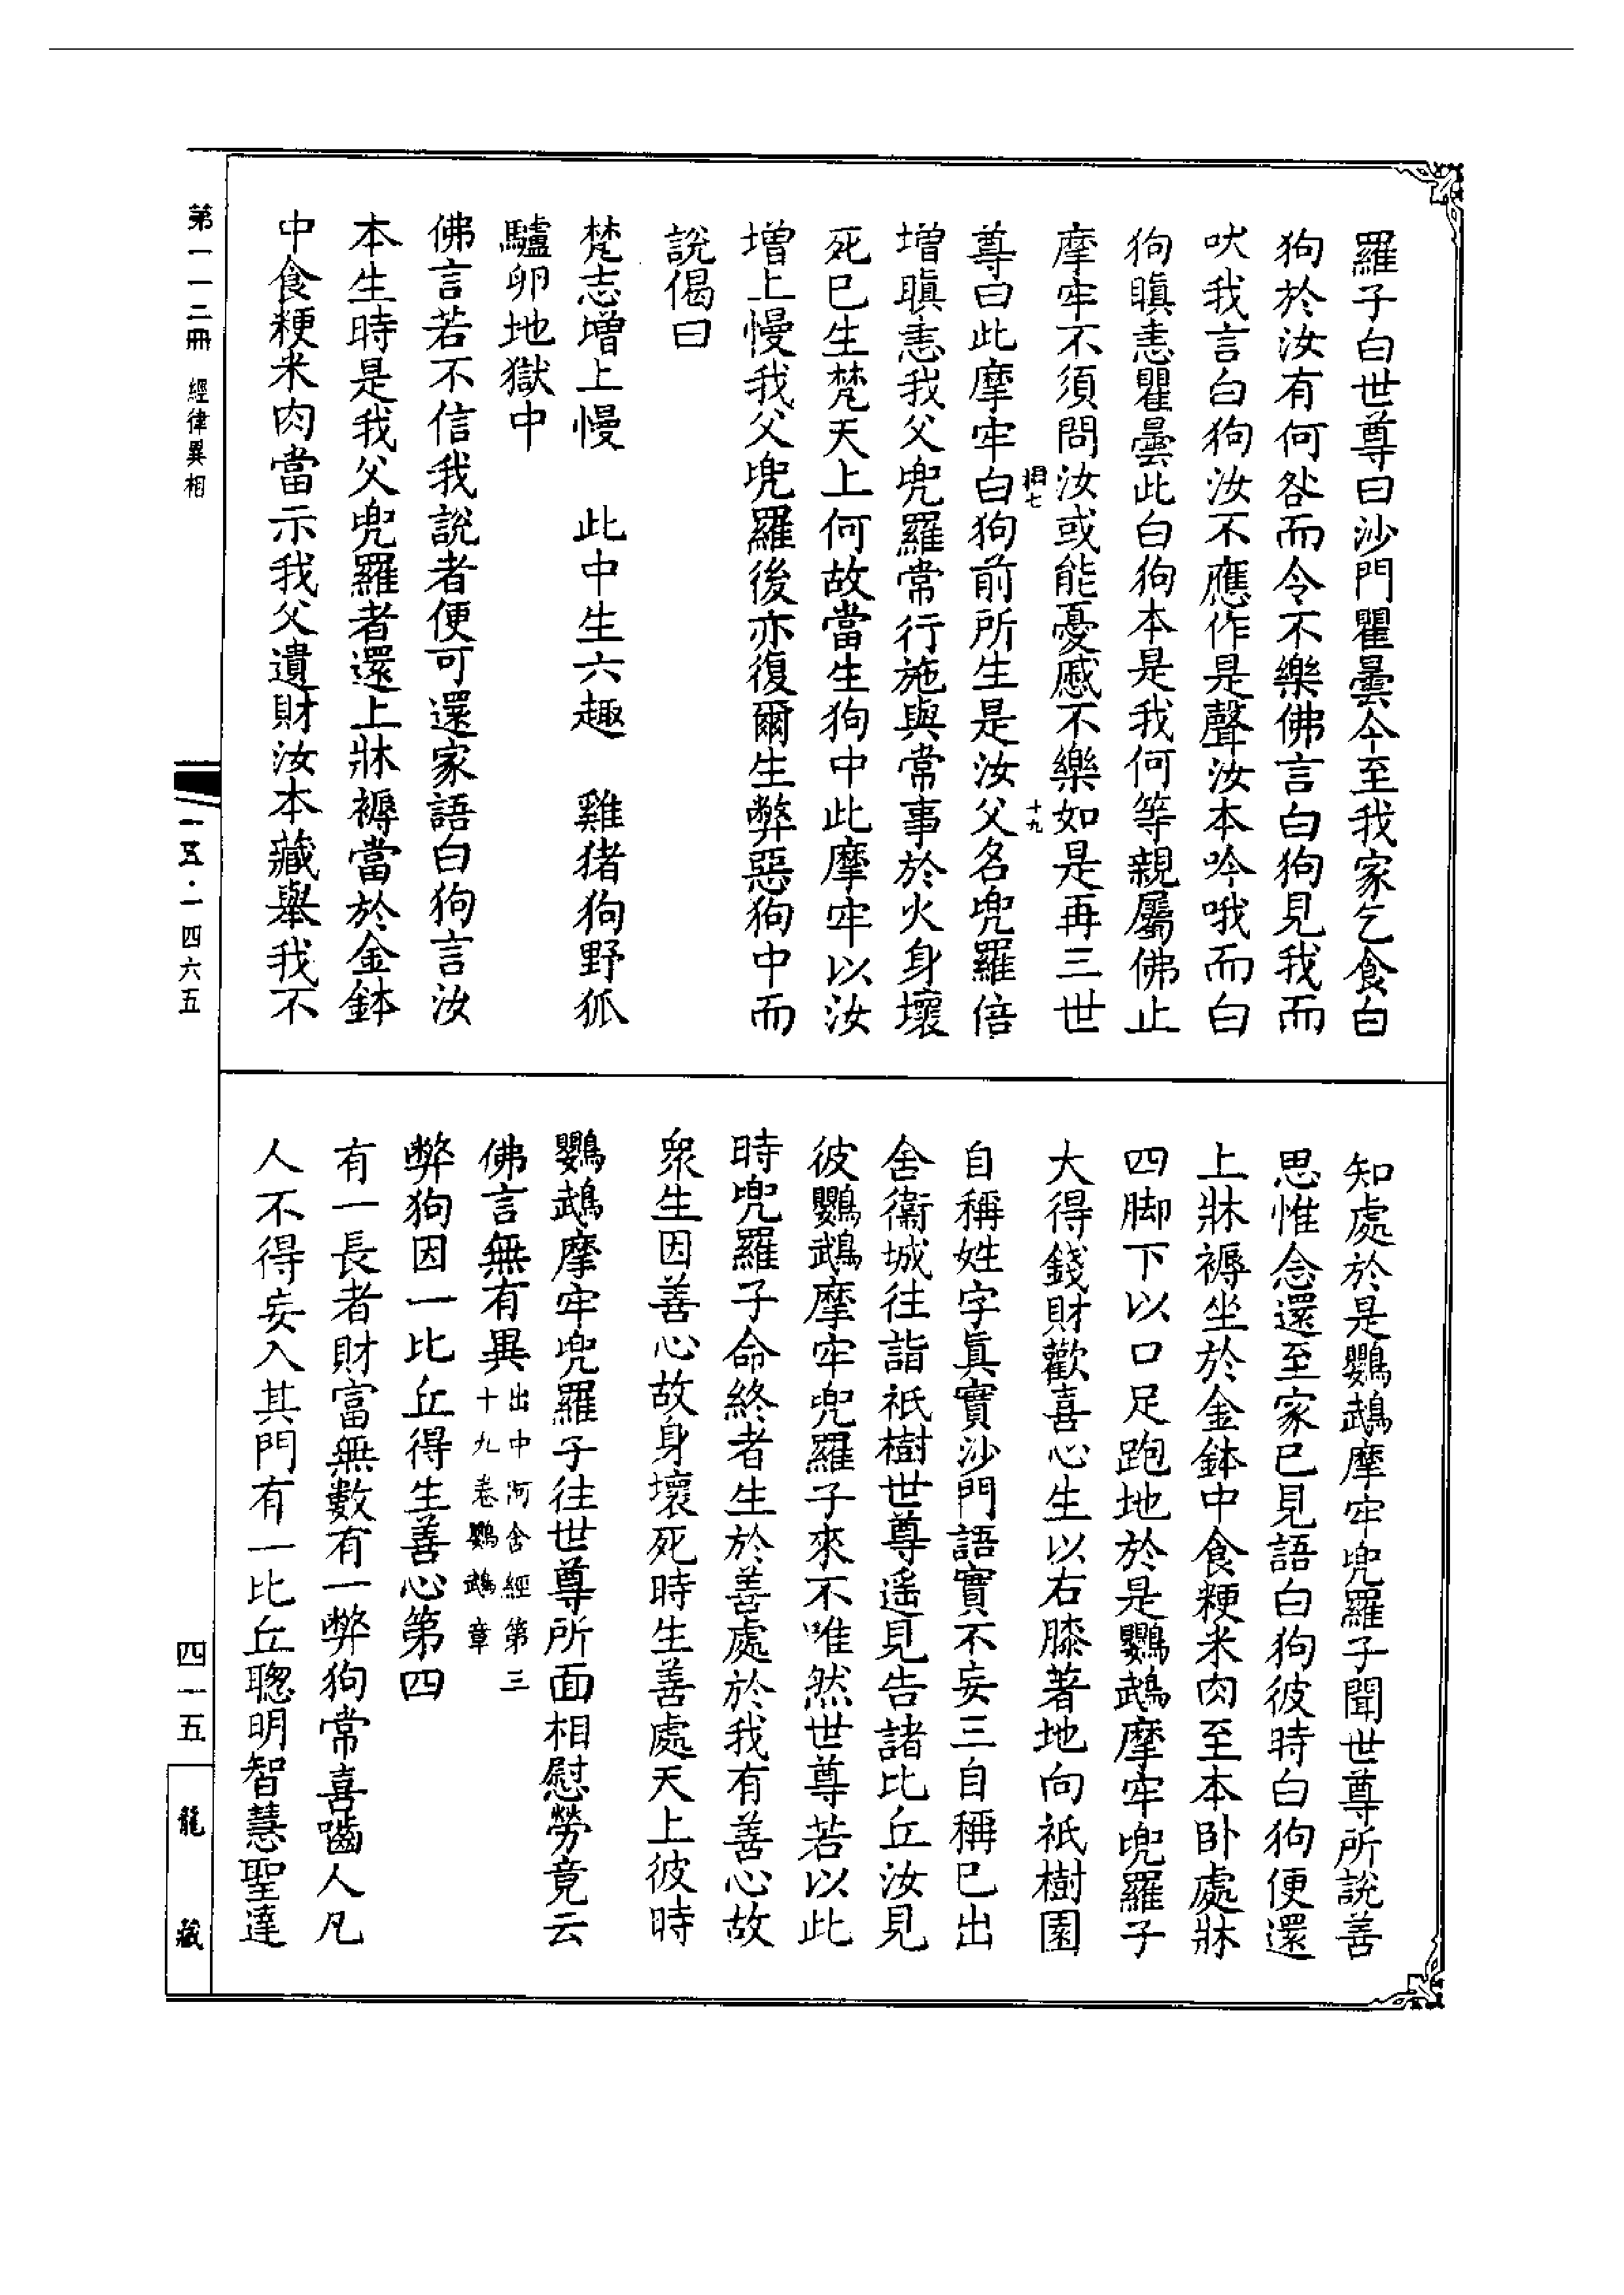 羅子白世尊曰沙門瞿曇今至我家乞食白
狗於汝有何咎而令不樂佛言白狗見我而
吠我言白狗汝不應作是聲汝本吟哦而白
狗瞋恚瞿曇此白狗本是我何等親屬佛止
摩牢不須問汝或能憂慼不樂如是再三世
尊曰此摩牢白狗前所生是汝父名兜羅倍
增瞋恚我父兜羅常行施與常事於火身壞
死巳生梵天上何故當生狗中此摩牢以汝
增上慢我父兜羅後亦復爾生弊惡狗中而
說偈曰
梵志增上慢　此中生六趣　雞猪狗野狐
驢卵地獄中
佛言若不信我說者便可還家語白狗言汝
本生時是我父兜羅者還上牀褥當於金鉢
中食粳米肉當示我父遺財汝本藏舉我不
知處於是鸚鵡摩牢兜羅子聞世尊所說善
思惟念還至家巳見語白狗彼時白狗便還
上牀褥坐於金鉢中食粳米肉至本卧處牀
四脚下以口足跑地於是鸚鵡摩牢兜羅子
大得錢財歡喜心生以右膝著地向祇樹園
自稱姓字眞實沙門語實不妄三自稱巳出
舍衞城往詣祇樹世尊遙見告諸比丘汝見
彼鸚鵡摩牢兜羅子來不唯然世尊若以此
時兜羅子命終者生於善處於我有善心故
衆生因善心故身壞死時生善處天上彼時
鸚鵡摩牢兜羅子往世尊所面相慰勞竟云
佛言無有異出中阿舍經第三
十九卷鸚鵡章
弊狗因一比丘得生善心第四
有一長者財富無數有一弊狗常喜嚙人凡
人不得妄入其門有一比丘聰明智慧聖達
第一一二冊　經律異相
一五·一四六五
四一五
龍藏
十九